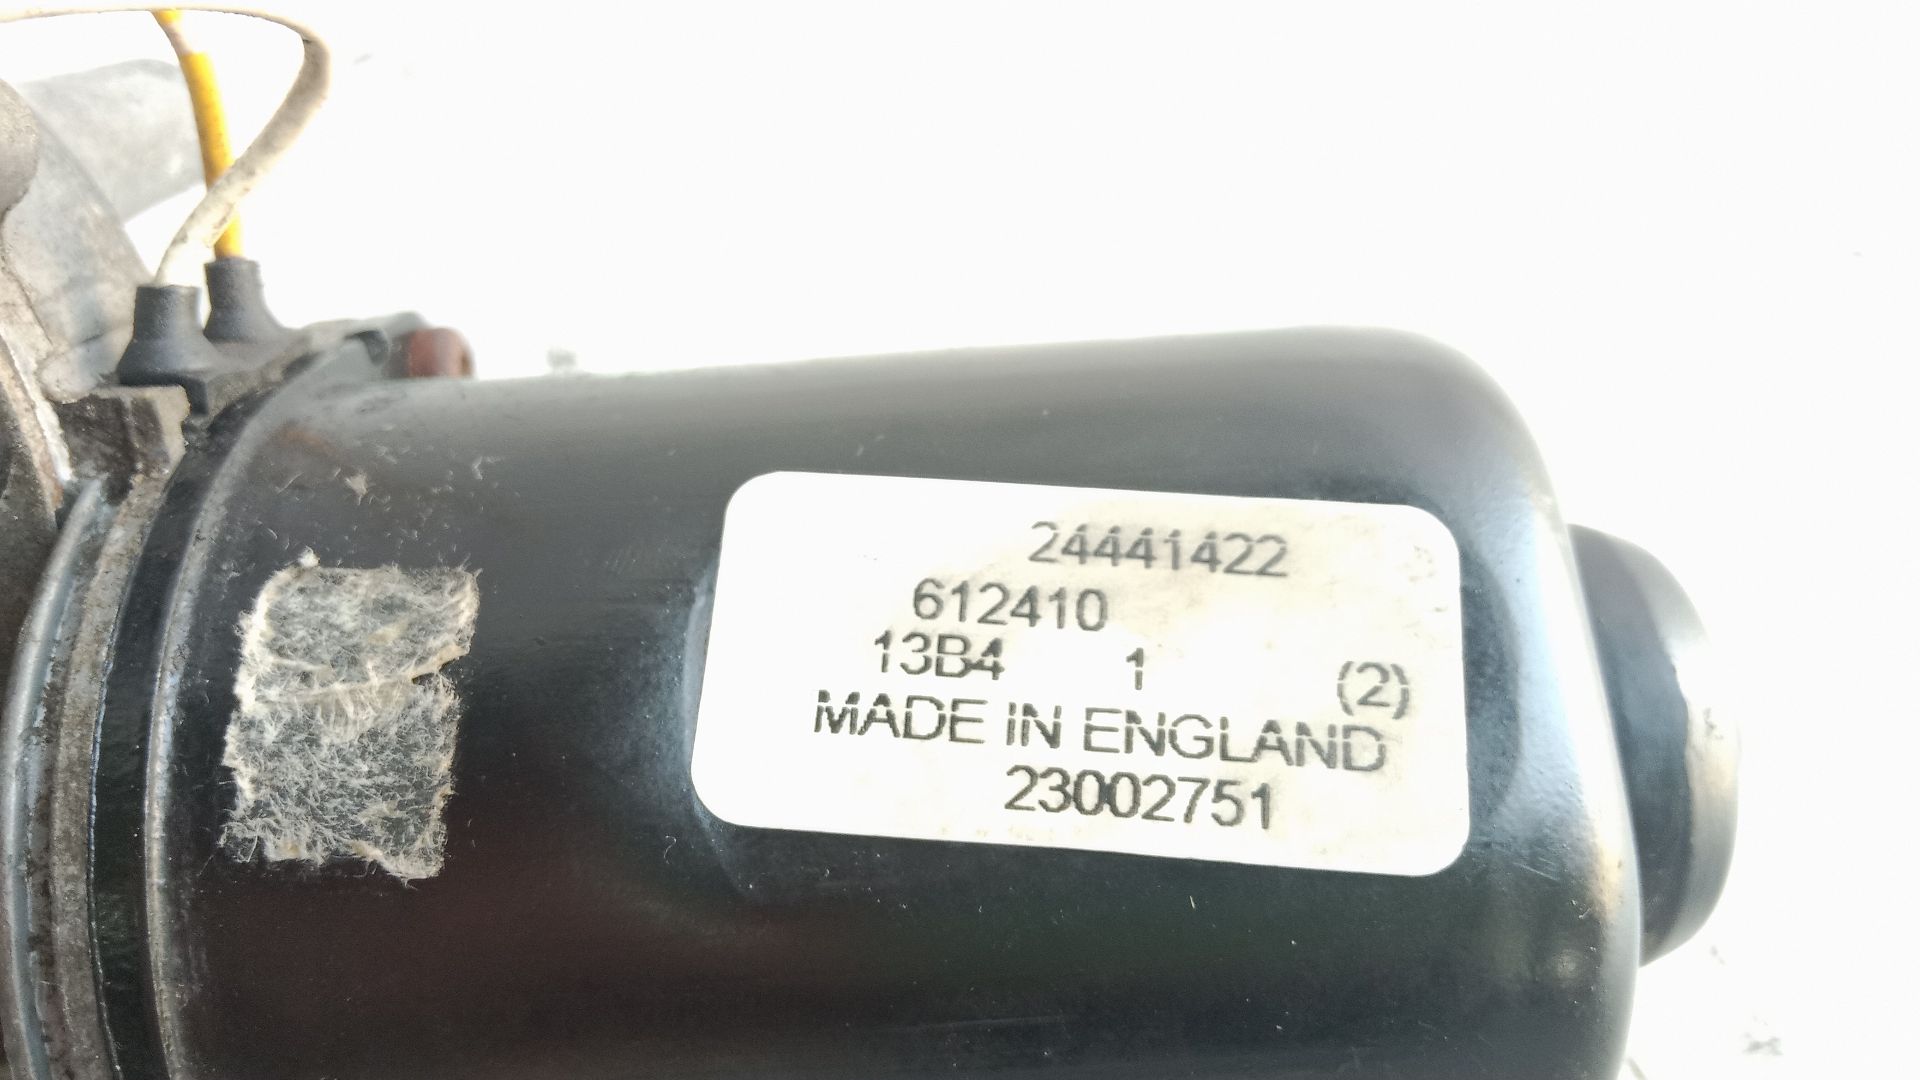 24441422
612410
13B4 1 (2)
MADE IN ENGLAND
23002751